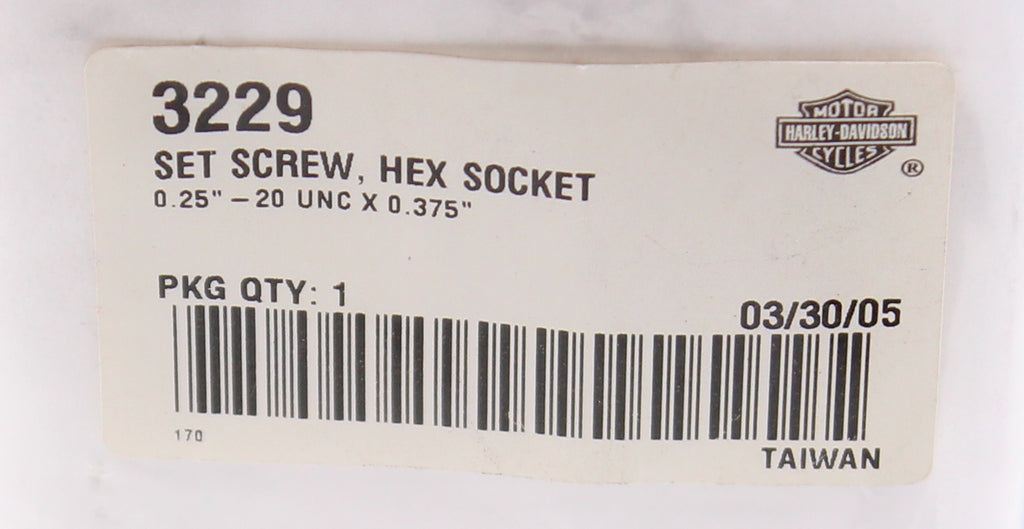 3229
SET SCREW, HEX SOCKET
0.25" – 20 UNC X 0.375"
MOTOR
HARLEY-DAVIDSON
CYCLES
®
PKG QTY: 1
03/30/05
170
TAIWAN